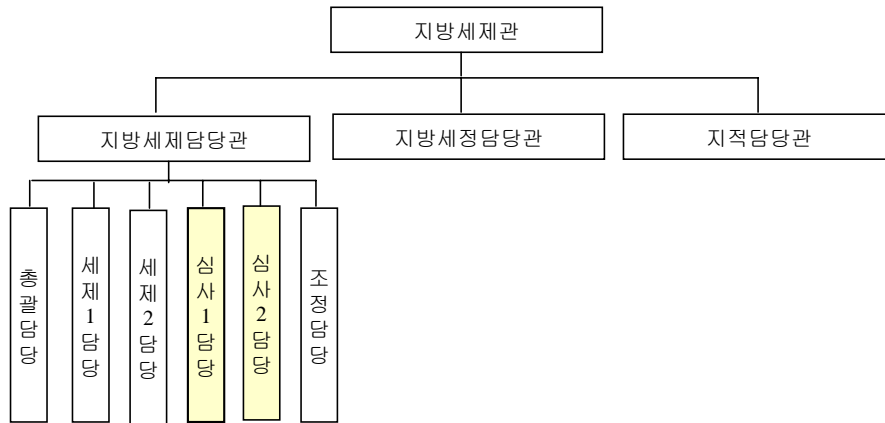 지방세제관
지방세제담당관
지방세정담당관
지적담당관
총괄담당
세제1담당
세제2담당
심사1담당
심사2담당
조정담당